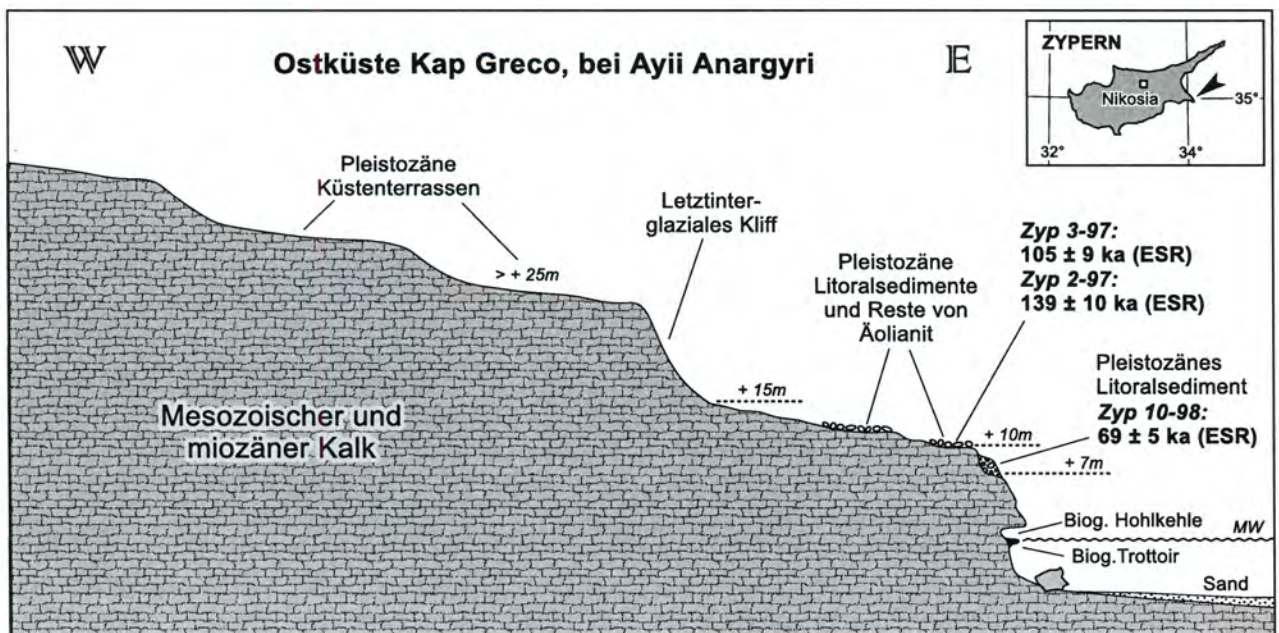 W
Ostküste Kap Greco, bei Ayii Anargyri
E
ZYPERN
Nikosia
35°
32°
34°
Pleistozäne
Küstenterrassen
> + 25m
Letztinter-
glaziales Kliff
Pleistozäne
Litoralsedimente
und Reste von
Äolianit
Zyp 3-97:
105 ± 9 ka (ESR)
Zyp 2-97:
139 ± 10 ka (ESR)
Pleistozänes
Litoralsediment
Zyp 10-98:
69 ± 5 ka (ESR)
+ 15m
+ 10m
+ 7m
Mesozoischer und
miozäner Kalk
Biog. Hohlkehle
MW
Biog.Trottoir
Sand